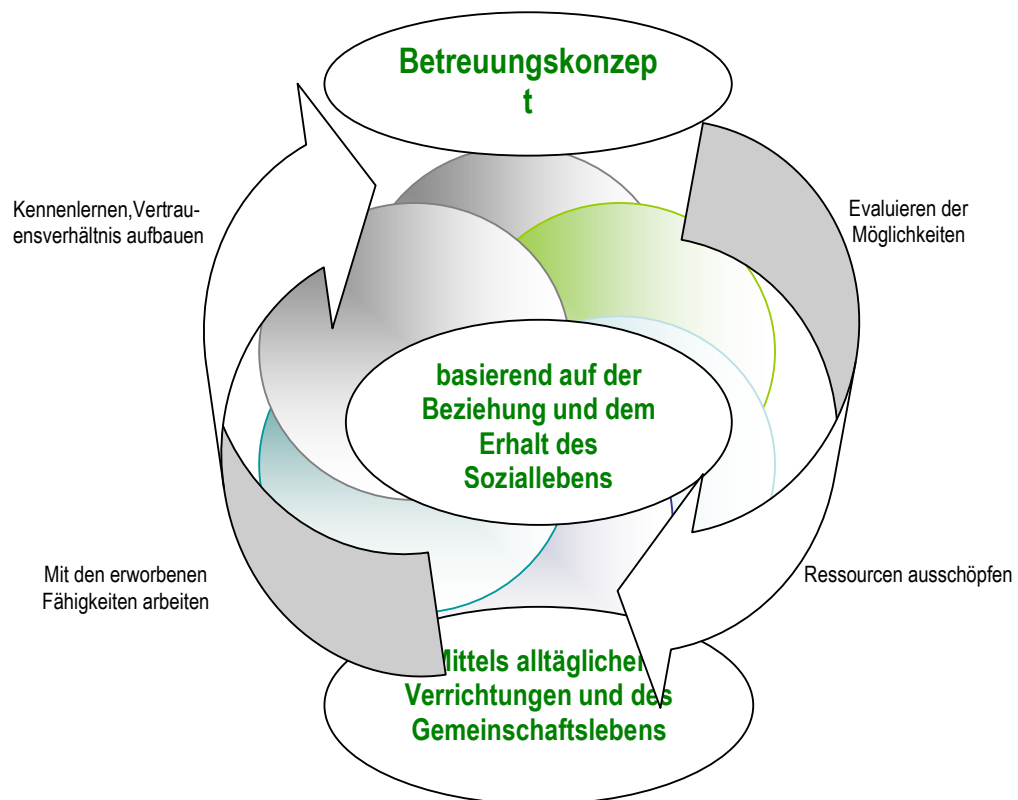 Betreuungskonzep
t
Kennenlernen,Vertrau-
ensverhältnis aufbauen
Evaluieren der
Möglichkeiten
basierend auf der
Beziehung und dem
Erhalt des
Soziallebens
Mit den erworbenen
Fähigkeiten arbeiten
Ressourcen ausschöpfen
Mittels alltäglicher
Verrichtungen und des
Gemeinschaftslebens